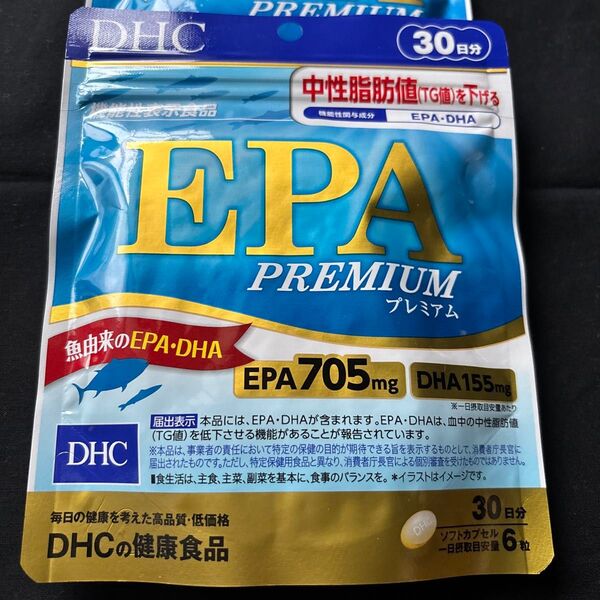 DHC
30日分
中性脂肪値(TG値)を下げる
機能性関与成分 EPA・DHA
機能性表示食品
EPA
PREMIUM
プレミアム
魚由来のEPA・DHA
EPA705mg
DHA155mg
※一日摂取目安量あたり
届出表示 本品には、EPA・DHAが含まれます。EPA・DHAは、血中の中性脂肪値
(TG値)を低下させる機能があることが報告されています。
※本品は、事業者の責任において特定の保健の目的が期待できる旨を表示するものとして、消費者庁長官に
届出されたものです。ただし、特定保健用食品と異なり、消費者庁長官による個別審査を受けたものではありません。
■食生活は、主食、主菜、副菜を基本に、食事のバランスを。*イラストはイメージです。
DHC
毎日の健康を考えた高品質・低価格
DHCの健康食品
DHC
30日分
ソフトカプセル
一日摂取目安量 6粒